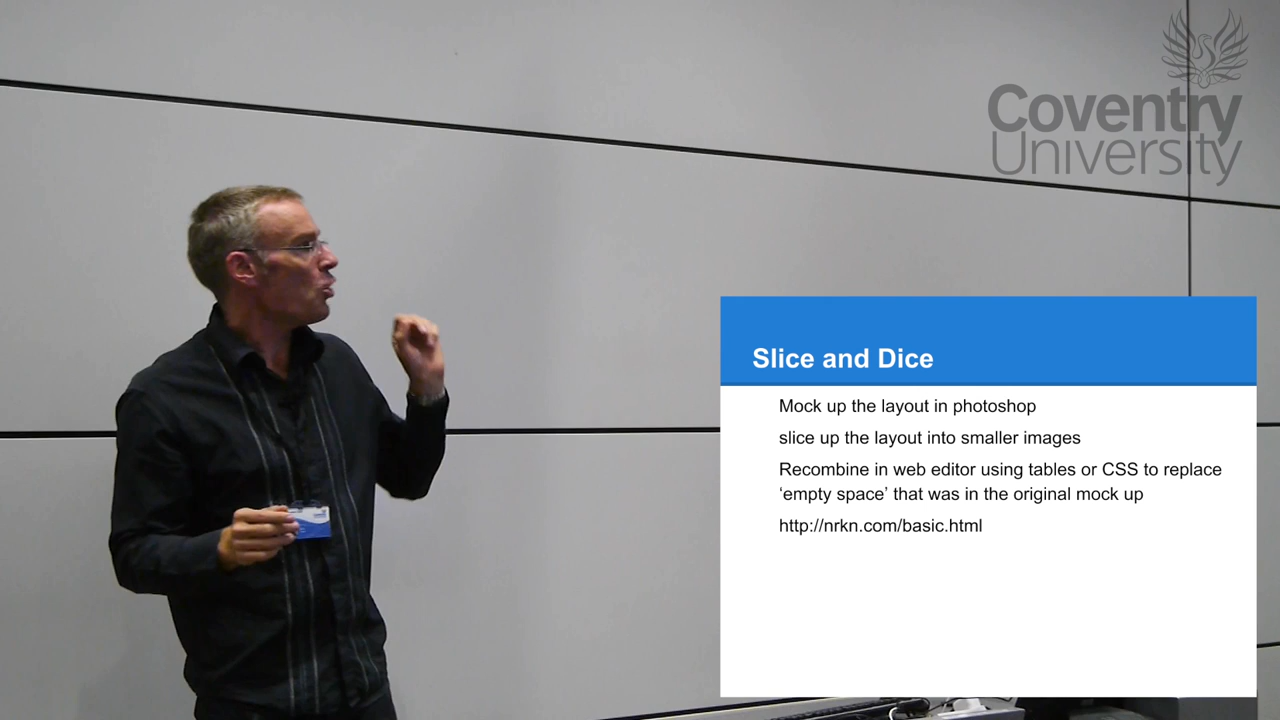 Coventry
University
Slice and Dice
Mock up the layout in photoshop
slice up the layout into smaller images
Recombine in web editor using tables or CSS to replace
‘empty space’ that was in the original mock up
http://nrkn.com/basic.html